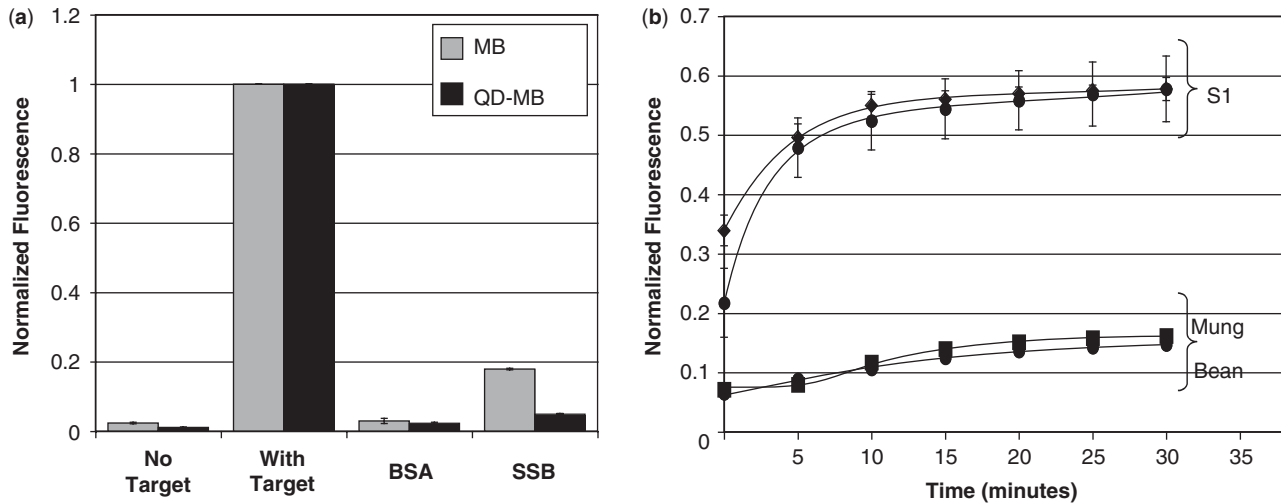 (a)
1.2
1
0.8
0.6
0.4
0.2
0
Normalized Fluorescence
MB
QD-MB
No
Target
With
Target
BSA
SSB
(b)
0.7
0.6
0.5
0.4
0.3
0.2
0.1
0
Normalized Fluorescence
S1
Mung
Bean
5 10 15 20 25 30 35
Time (minutes)